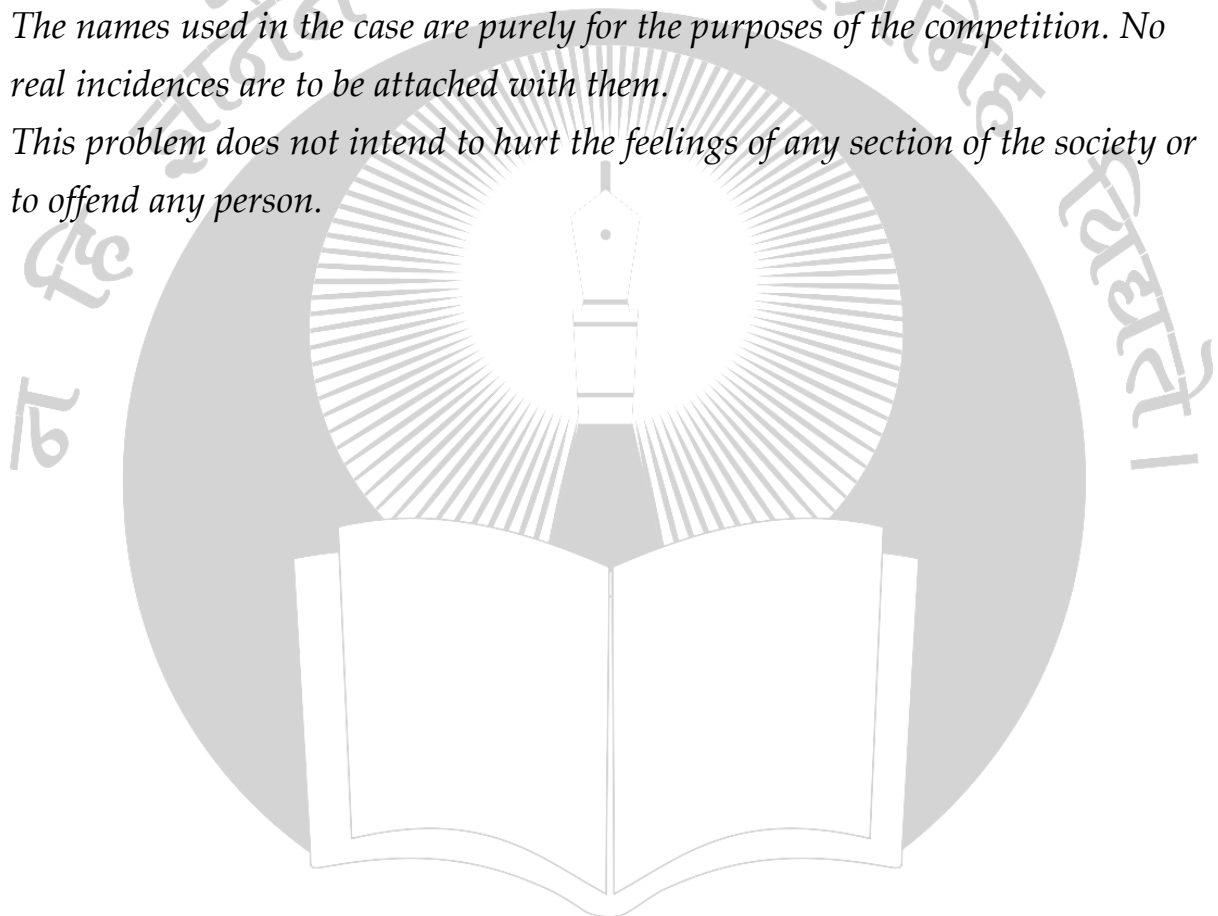 The names used in the case are purely for the purposes of the competition. No
real incidences are to be attached with them.
This problem does not intend to hurt the feelings of any section of the society or
to offend any person.
न हि
विद्यते ।